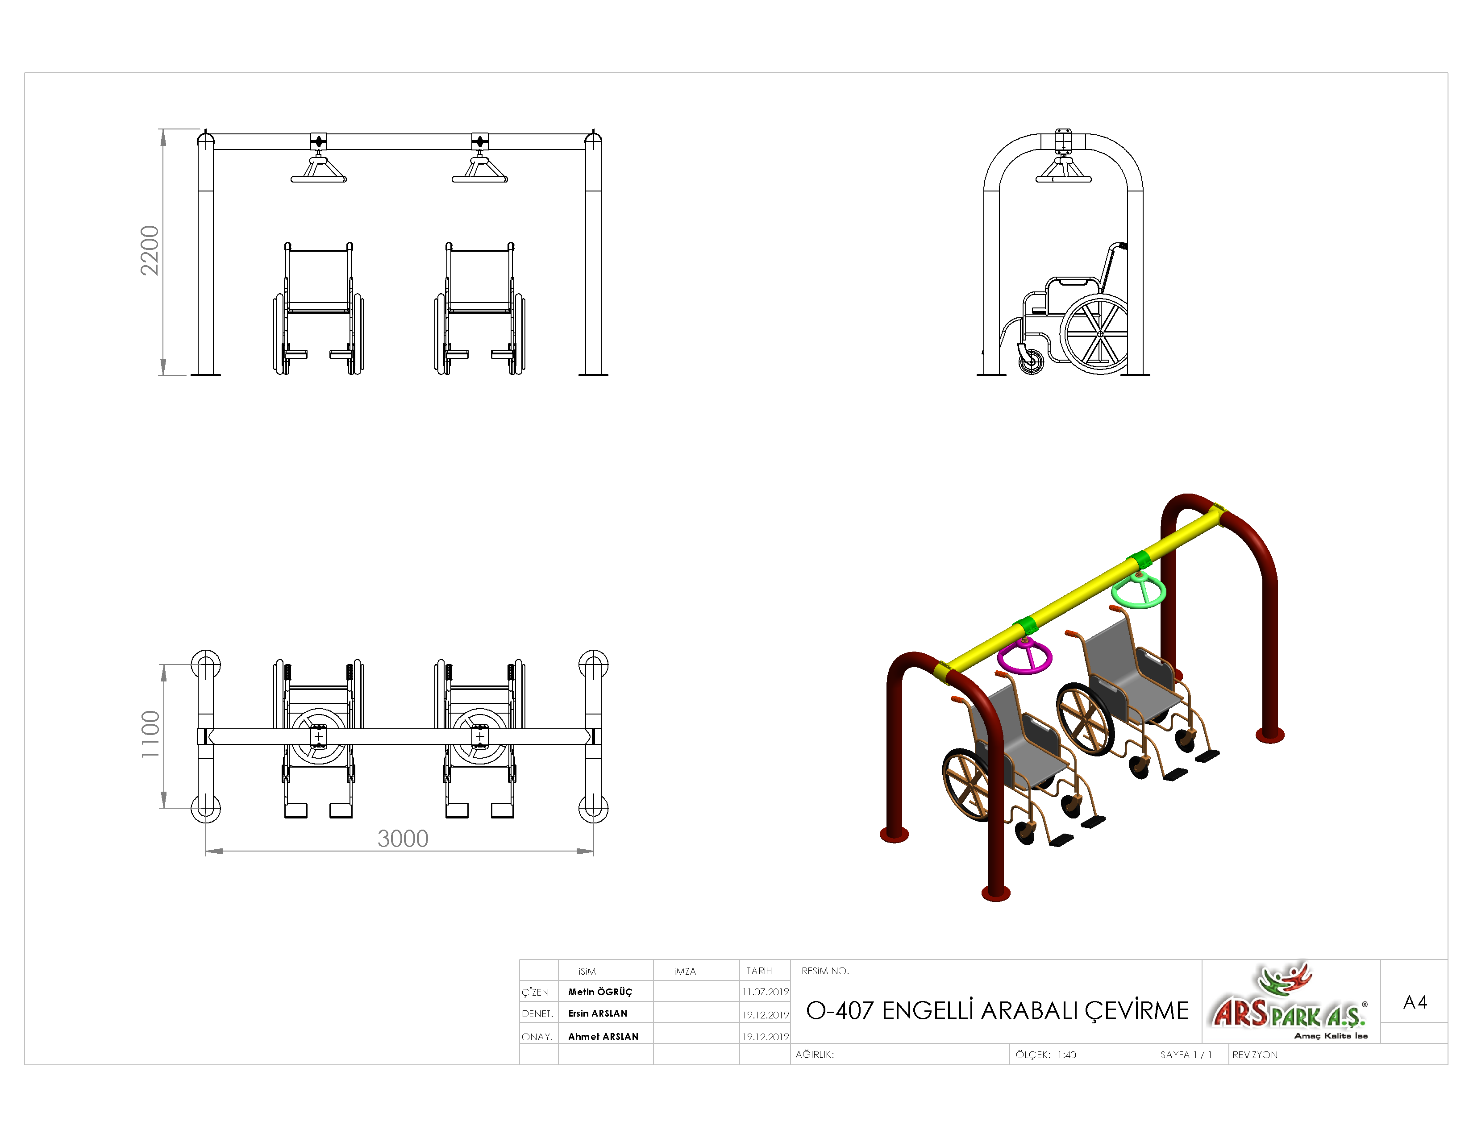 2200
1100
3000
İSİM
İMZA
TARİH
RESİM NO.
ÇİZEN.
Metin ÖGRÜÇ
11.07.2019
DENET.
Ersin ARSLAN
19.12.2019
ONAY.
Ahmet ARSLAN
19.12.2019
O-407 ENGELLİ ARABALI ÇEVİRME
ARSPARK A.Ş.®
Amaç Kalite İse
A4
AĞIRLIK:
ÖLÇEK: 1:40
SAYFA 1 / 1
REVİZYON